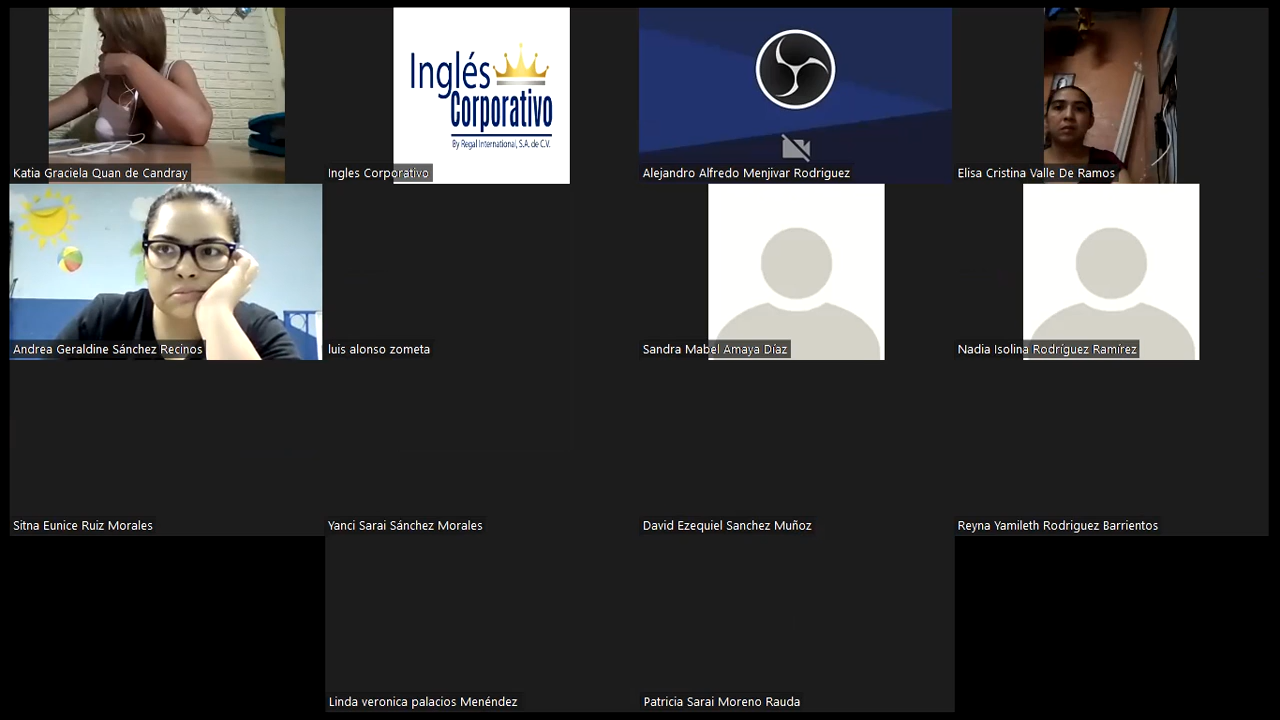 Inglés
Corporativo
By Regal International, S.A. de C.V.
Katia Graciela Quan de Candray
Ingles Corporativo
Alejandro Alfredo Menjivar Rodriguez
Elisa Cristina Valle De Ramos
Andrea Geraldine Sánchez Recinos
luis alonso zometa
Sandra Mabel Amaya Díaz
Nadia Isolina Rodríguez Ramírez
Sitna Eunice Ruiz Morales
Yanci Sarai Sánchez Morales
David Ezequiel Sanchez Muñoz
Reyna Yamileth Rodriguez Barrientos
Linda veronica palacios Menéndez
Patricia Sarai Moreno Rauda